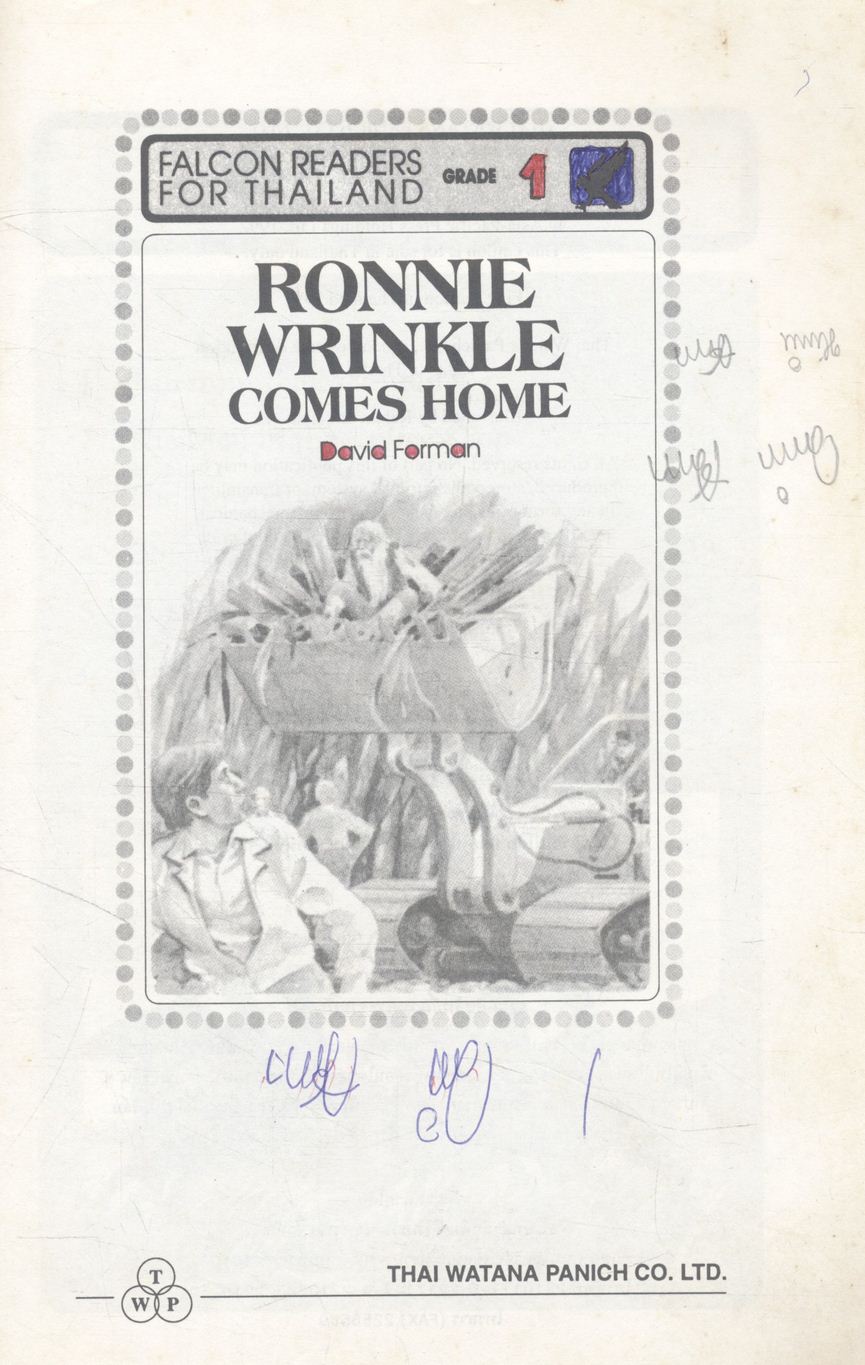 FALCON READERS
FOR THAILAND
GRADE 1
RONNIE
WRINKLE
COMES HOME
David Forman
THAI WATANA PANICH CO. LTD.
T
W P